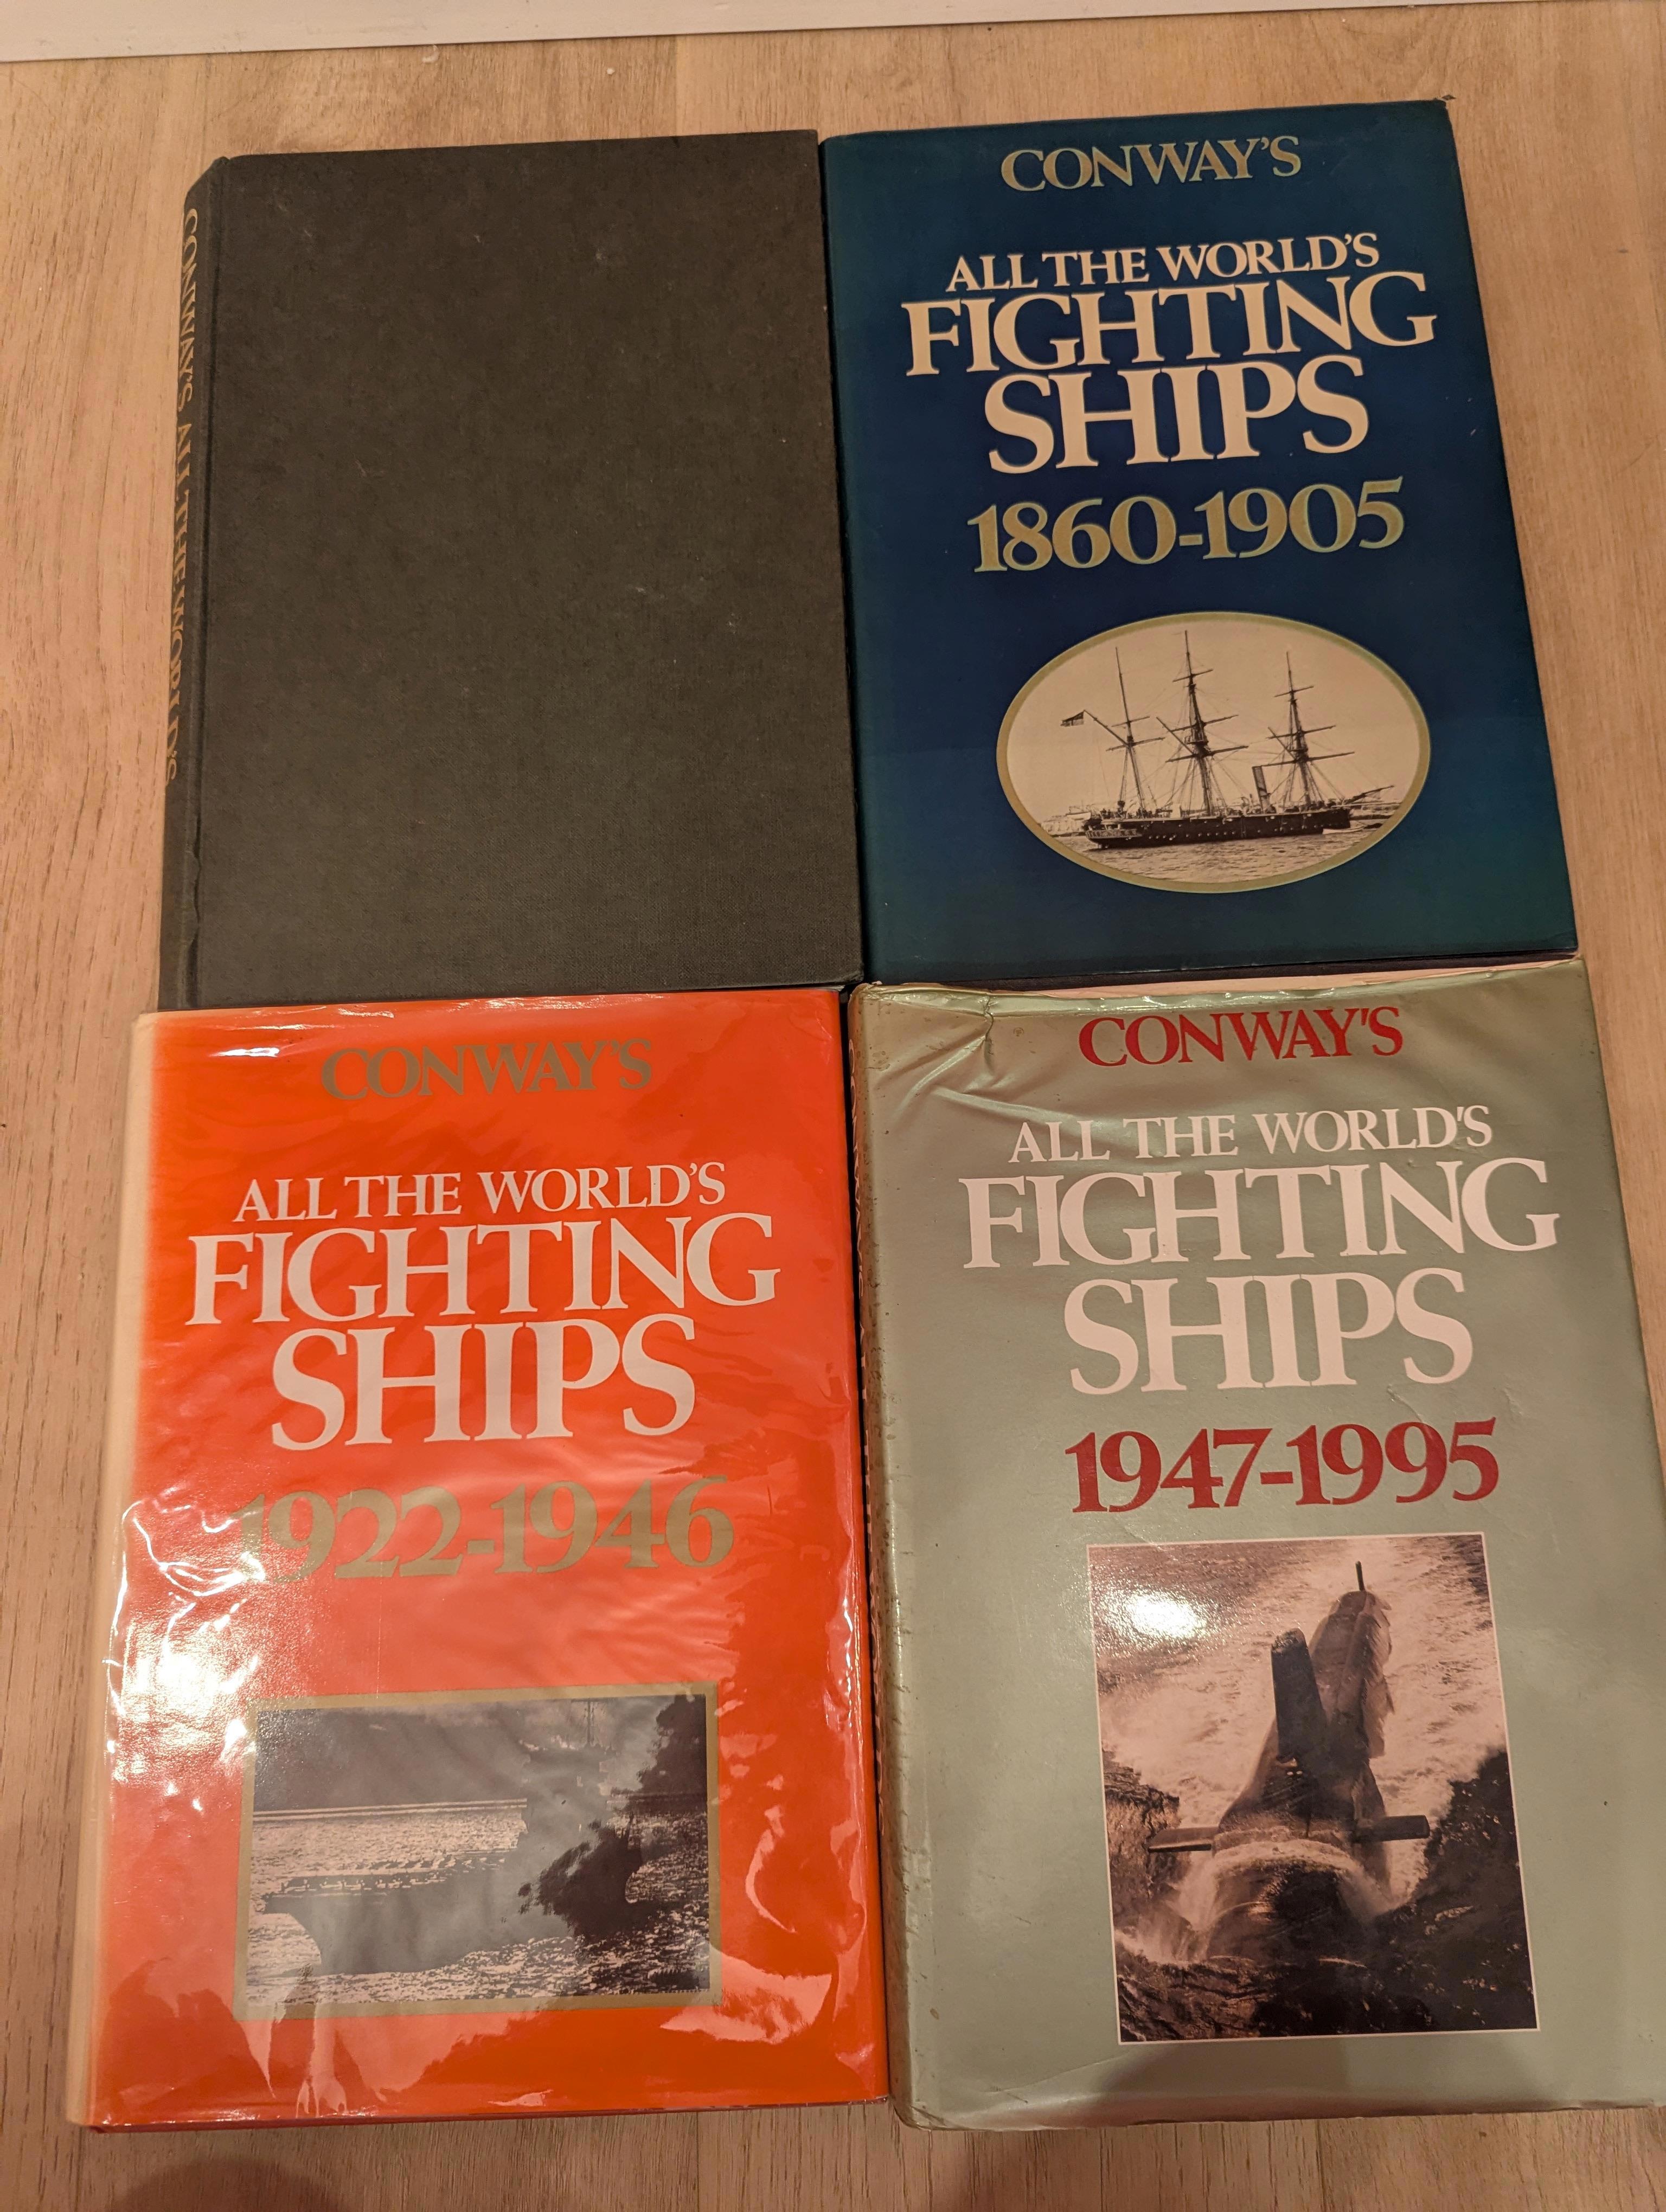 CONWAY'S ALL THE WORLD'S
CONWAY'S
ALL THE WORLD'S
FIGHTING
SHIPS
1860-1905
CONWAY'S
ALL THE WORLD'S
FIGHTING
SHIPS
1922-1946
CONWAY'S
ALL THE WORLD'S
FIGHTING
SHIPS
1947-1995